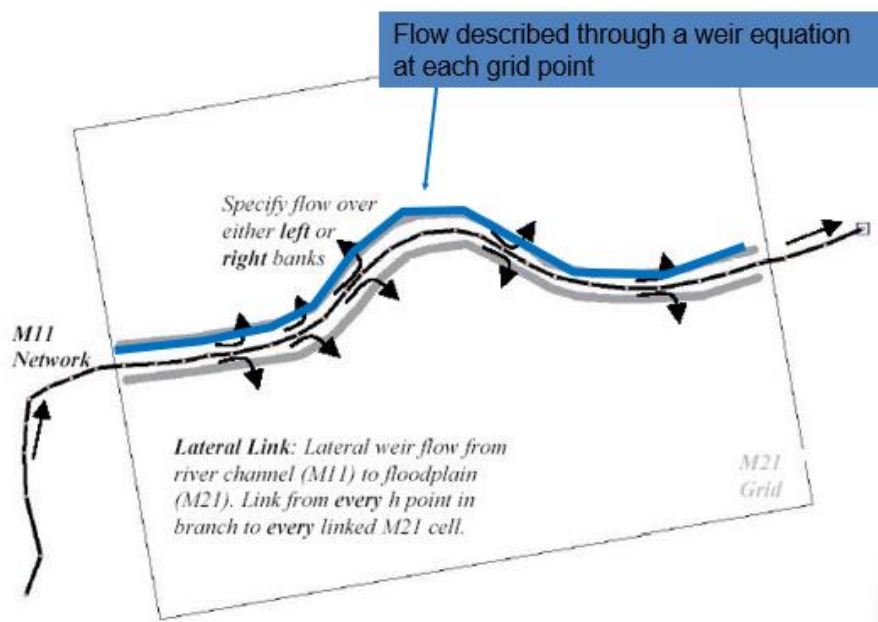 Flow described through a weir equation
at each grid point
Specify flow over
either left or
right banks
M11
Network
Lateral Link: Lateral weir flow from
river channel (M11) to floodplain
(M21). Link from every h point in
branch to every linked M21 cell.
M21
Grid